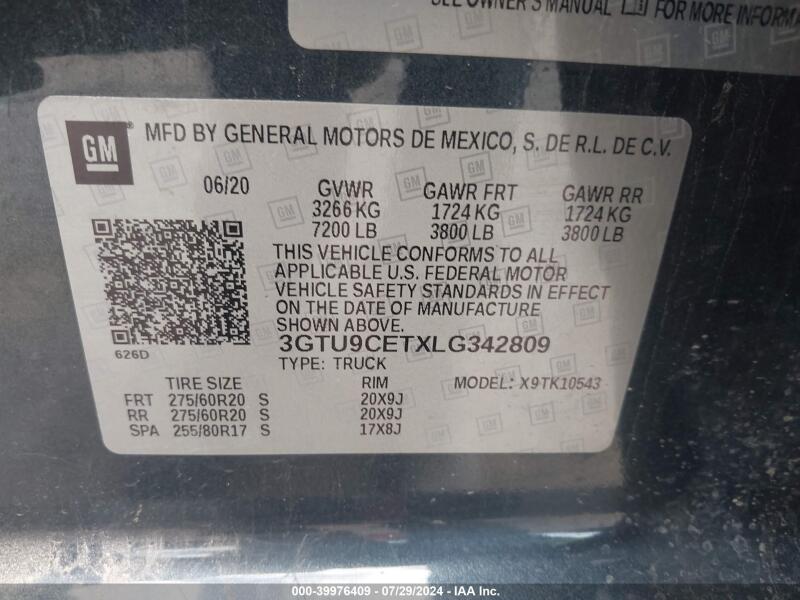 SEE OWNER'S MANUAL FOR MORE INFORMA
GM
MFD BY GENERAL MOTORS DE MEXICO, S. DE R.L. DE C.V.
06/20 GVWR GAWR FRT GAWR RR
3266 KG 1724 KG 1724 KG
7200 LB 3800 LB 3800 LB
THIS VEHICLE CONFORMS TO ALL
APPLICABLE U.S. FEDERAL MOTOR
VEHICLE SAFETY STANDARDS IN EFFECT
ON THE DATE OF MANUFACTURE
SHOWN ABOVE.
626D
3GTU9CETXLG342809
TYPE: TRUCK
TIRE SIZE RIM MODEL: X9TK10543
FRT 275/60R20 S 20X9J
RR 275/60R20 S 20X9J
SPA 255/80R17 S 17X8J
000-39976409 - 07/29/2024 - IAA Inc.